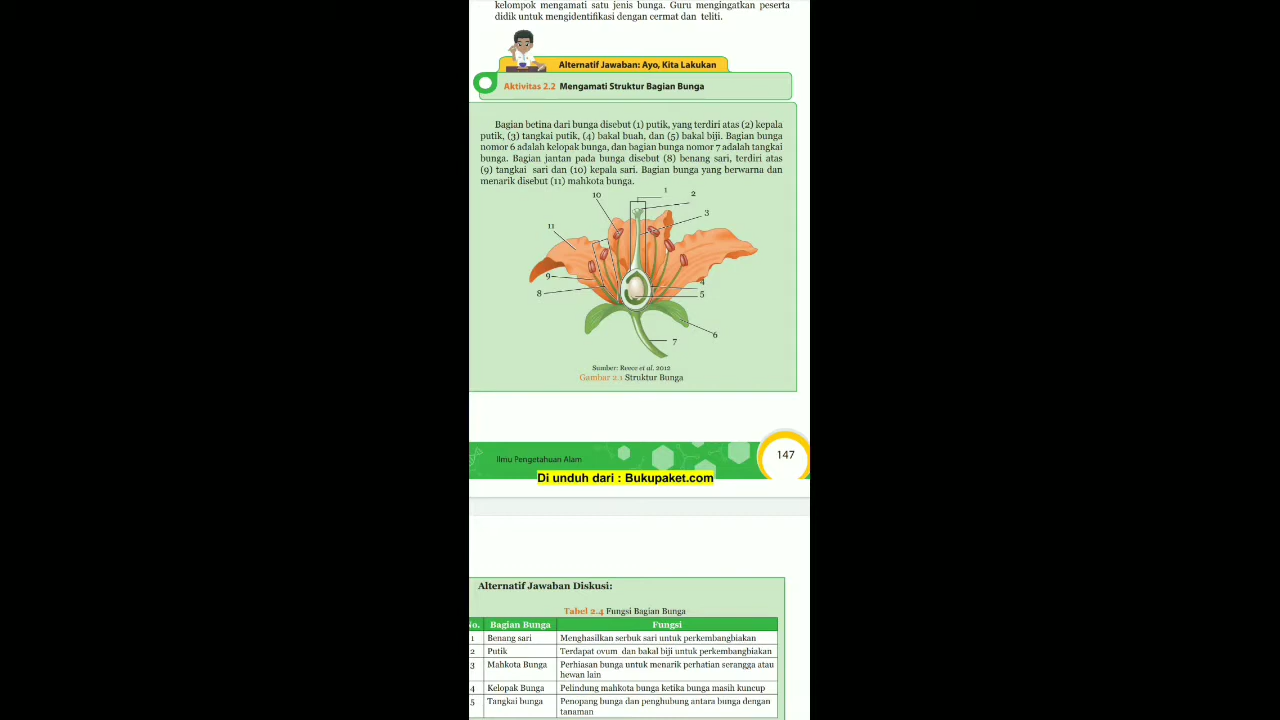 kelompok mengamati satu jenis bunga. Guru mengingatkan peserta
didik untuk mengidentifikasi dengan cermat dan teliti.
Alternatif Jawaban: Ayo, Kita Lakukan
Aktivitas 2.2 Mengamati Struktur Bagian Bunga
Bagian betina dari bunga disebut (1) putik, yang terdiri atas (2) kepala
putik, (3) tangkai putik, (4) bakal buah, dan (5) bakal biji. Bagian bunga
nomor 6 adalah kelopak bunga, dan bagian bunga nomor 7 adalah tangkai
bunga. Bagian jantan pada bunga disebut (8) benang sari, terdiri atas
(9) tangkai sari dan (10) kepala sari. Bagian bunga yang berwarna dan
menarik disebut (11) mahkota bunga.
1
2
10
3
11
9
4
8
5
6
7
Sumber: Reece et al. 2012
Gambar 2.1 Struktur Bunga
Ilmu Pengetahuan Alam
147
Di unduh dari : Bukupaket.com
Alternatif Jawaban Diskusi:
Tabel 2.4 Fungsi Bagian Bunga
No. Bagian Bunga Fungsi
1 Benang sari Menghasilkan serbuk sari untuk perkembangbiakan
2 Putik Terdapat ovum dan bakal biji untuk perkembangbiakan
3 Mahkota Bunga Perhiasan bunga untuk menarik perhatian serangga atau
hewan lain
4 Kelopak Bunga Pelindung mahkota bunga ketika bunga masih kuncup
5 Tangkai bunga Penopang bunga dan penghubung antara bunga dengan
tanaman